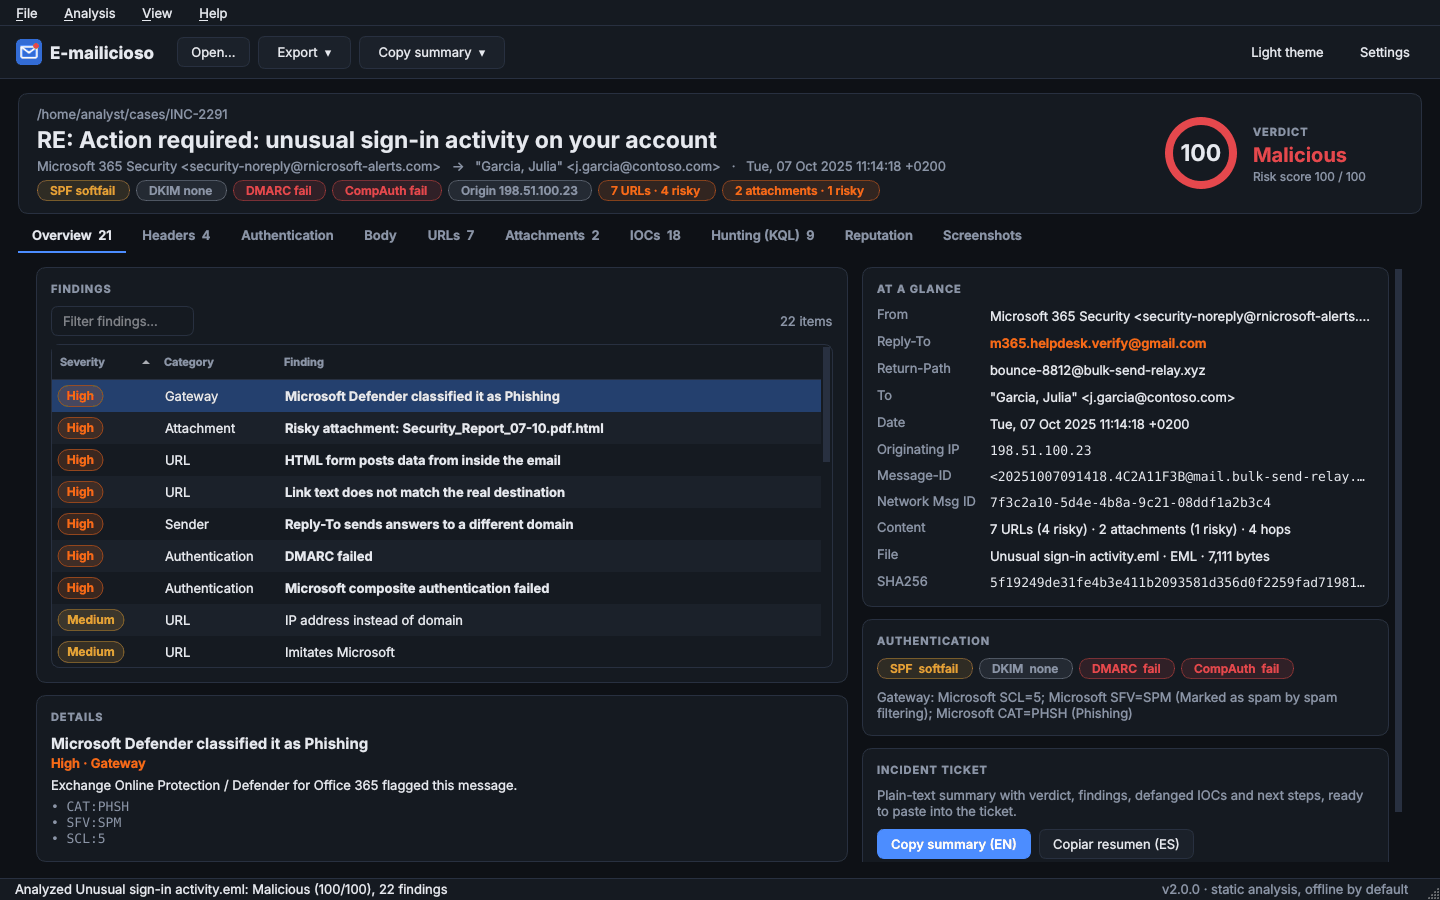 File Analysis View Help
E-mailicioso Open... Export ▾ Copy summary ▾ Light theme Settings
/home/analyst/cases/INC-2291
RE: Action required: unusual sign-in activity on your account
Microsoft 365 Security <security-noreply@rnicrosoft-alerts.com> → "Garcia, Julia" <j.garcia@contoso.com> · Tue, 07 Oct 2025 11:14:18 +0200
SPF softfail DKIM none DMARC fail CompAuth fail Origin 198.51.100.23 7 URLs · 4 risky 2 attachments · 1 risky
100
VERDICT
Malicious
Risk score 100 / 100
Overview 21 Headers 4 Authentication Body URLs 7 Attachments 2 IOCs 18 Hunting (KQL) 9 Reputation Screenshots
FINDINGS
Filter findings... 22 items
Severity Category Finding
High Gateway Microsoft Defender classified it as Phishing
High Attachment Risky attachment: Security_Report_07-10.pdf.html
High URL HTML form posts data from inside the email
High URL Link text does not match the real destination
High Sender Reply-To sends answers to a different domain
High Authentication DMARC failed
High Authentication Microsoft composite authentication failed
Medium URL IP address instead of domain
Medium URL Imitates Microsoft
DETAILS
Microsoft Defender classified it as Phishing
High · Gateway
Exchange Online Protection / Defender for Office 365 flagged this message.
• CAT:PHSH
• SFV:SPM
• SCL:5
AT A GLANCE
From Microsoft 365 Security <security-noreply@rnicrosoft-alerts....
Reply-To m365.helpdesk.verify@gmail.com
Return-Path bounce-8812@bulk-send-relay.xyz
To "Garcia, Julia" <j.garcia@contoso.com>
Date Tue, 07 Oct 2025 11:14:18 +0200
Originating IP 198.51.100.23
Message-ID <20251007091418.4C2A11F3B@mail.bulk-send-relay.…
Network Msg ID 7f3c2a10-5d4e-4b8a-9c21-08ddf1a2b3c4
Content 7 URLs (4 risky) · 2 attachments (1 risky) · 4 hops
File Unusual sign-in activity.eml · EML · 7,111 bytes
SHA256 5f19249de31fe4b3e411b2093581d356d0f2259fad71981…
AUTHENTICATION
SPF softfail DKIM none DMARC fail CompAuth fail
Gateway: Microsoft SCL=5; Microsoft SFV=SPM (Marked as spam by spam
filtering); Microsoft CAT=PHSH (Phishing)
INCIDENT TICKET
Plain-text summary with verdict, findings, defanged IOCs and next steps, ready
to paste into the ticket.
Copy summary (EN) Copiar resumen (ES)
Analyzed Unusual sign-in activity.eml: Malicious (100/100), 22 findings v2.0.0 · static analysis, offline by default